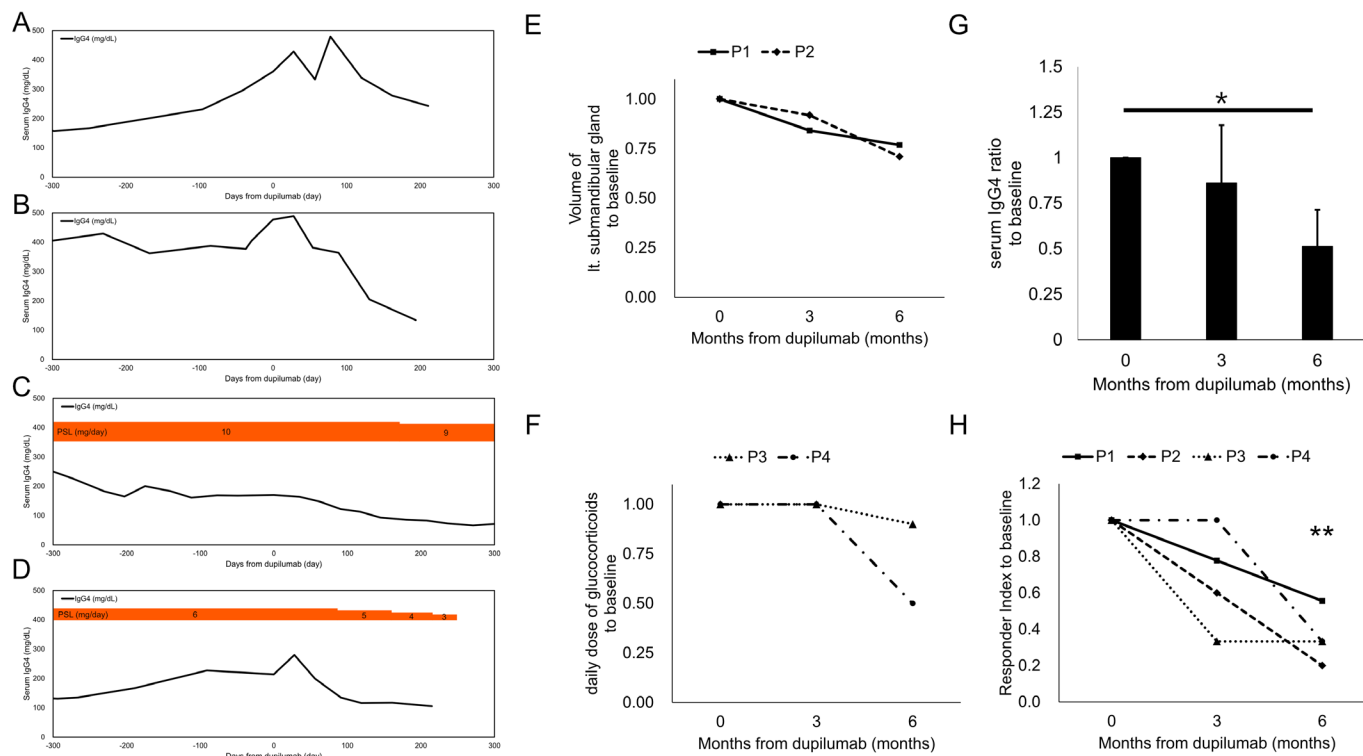 A
IgG4 (mg/dL)
Serum IgG4 (mg/dL)
500
400
300
200
100
0
-300 -200 -100 0 100 200 300
Days from dupilumab (day)
B
IgG4 (mg/dL)
Serum IgG4 (mg/dL)
500
400
300
200
100
0
-300 -200 -100 0 100 200 300
Days from dupilumab (day)
C
IgG4 (mg/dL)
PSL (mg/day) 10 9
Serum IgG4 (mg/dL)
500
400
300
200
100
0
-300 -200 -100 0 100 200 300
Days from dupilumab (day)
D
IgG4 (mg/dL)
PSL (mg/day) 6 5 4 3
Serum IgG4 (mg/dL)
500
400
300
200
100
0
-300 -200 -100 0 100 200 300
Days from dupilumab (day)
E
P1 P2
Volume of
lt. submandibular gland
to baseline
1.00
0.75
0.50
0.25
0.00
0 3 6
Months from dupilumab (months)
F
P3 P4
daily dose of glucocorticoids
to baseline
1.00
0.75
0.50
0.25
0.00
0 3 6
Months from dupilumab (months)
G
*
serum IgG4 ratio
to baseline
1.5
1.25
1
0.75
0.5
0.25
0
0 3 6
Months from dupilumab (months)
H
P1 P2 P3 P4
**
Responder Index to baseline
1.2
1.0
0.8
0.6
0.4
0.2
0.0
0 3 6
Months from dupilumab (months)